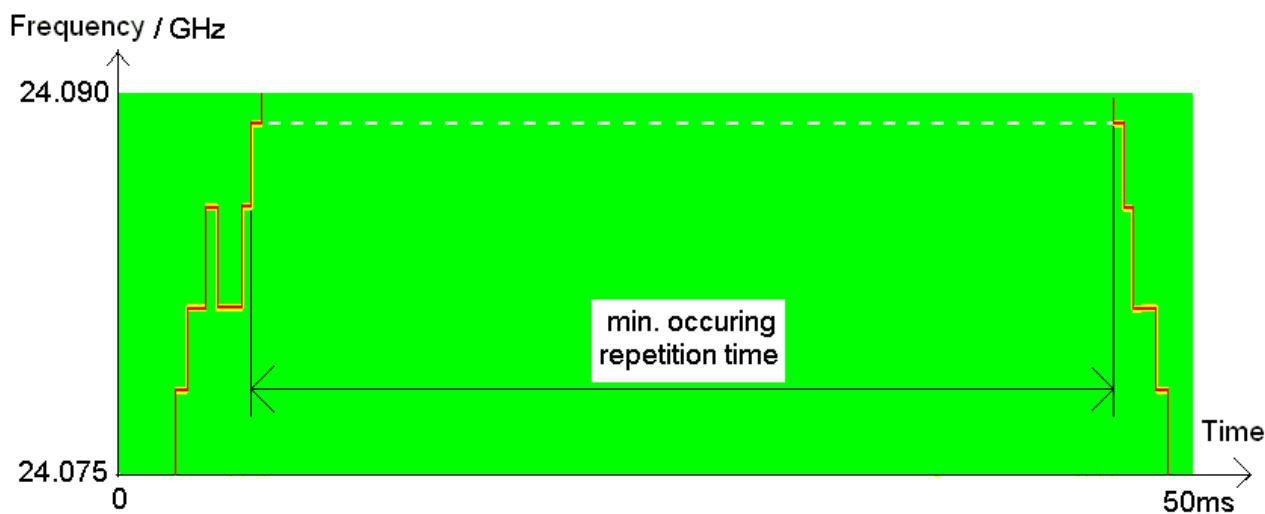 Frequency / GHz
24.090
min. occuring
repetition time
Time
24.075
0
50ms